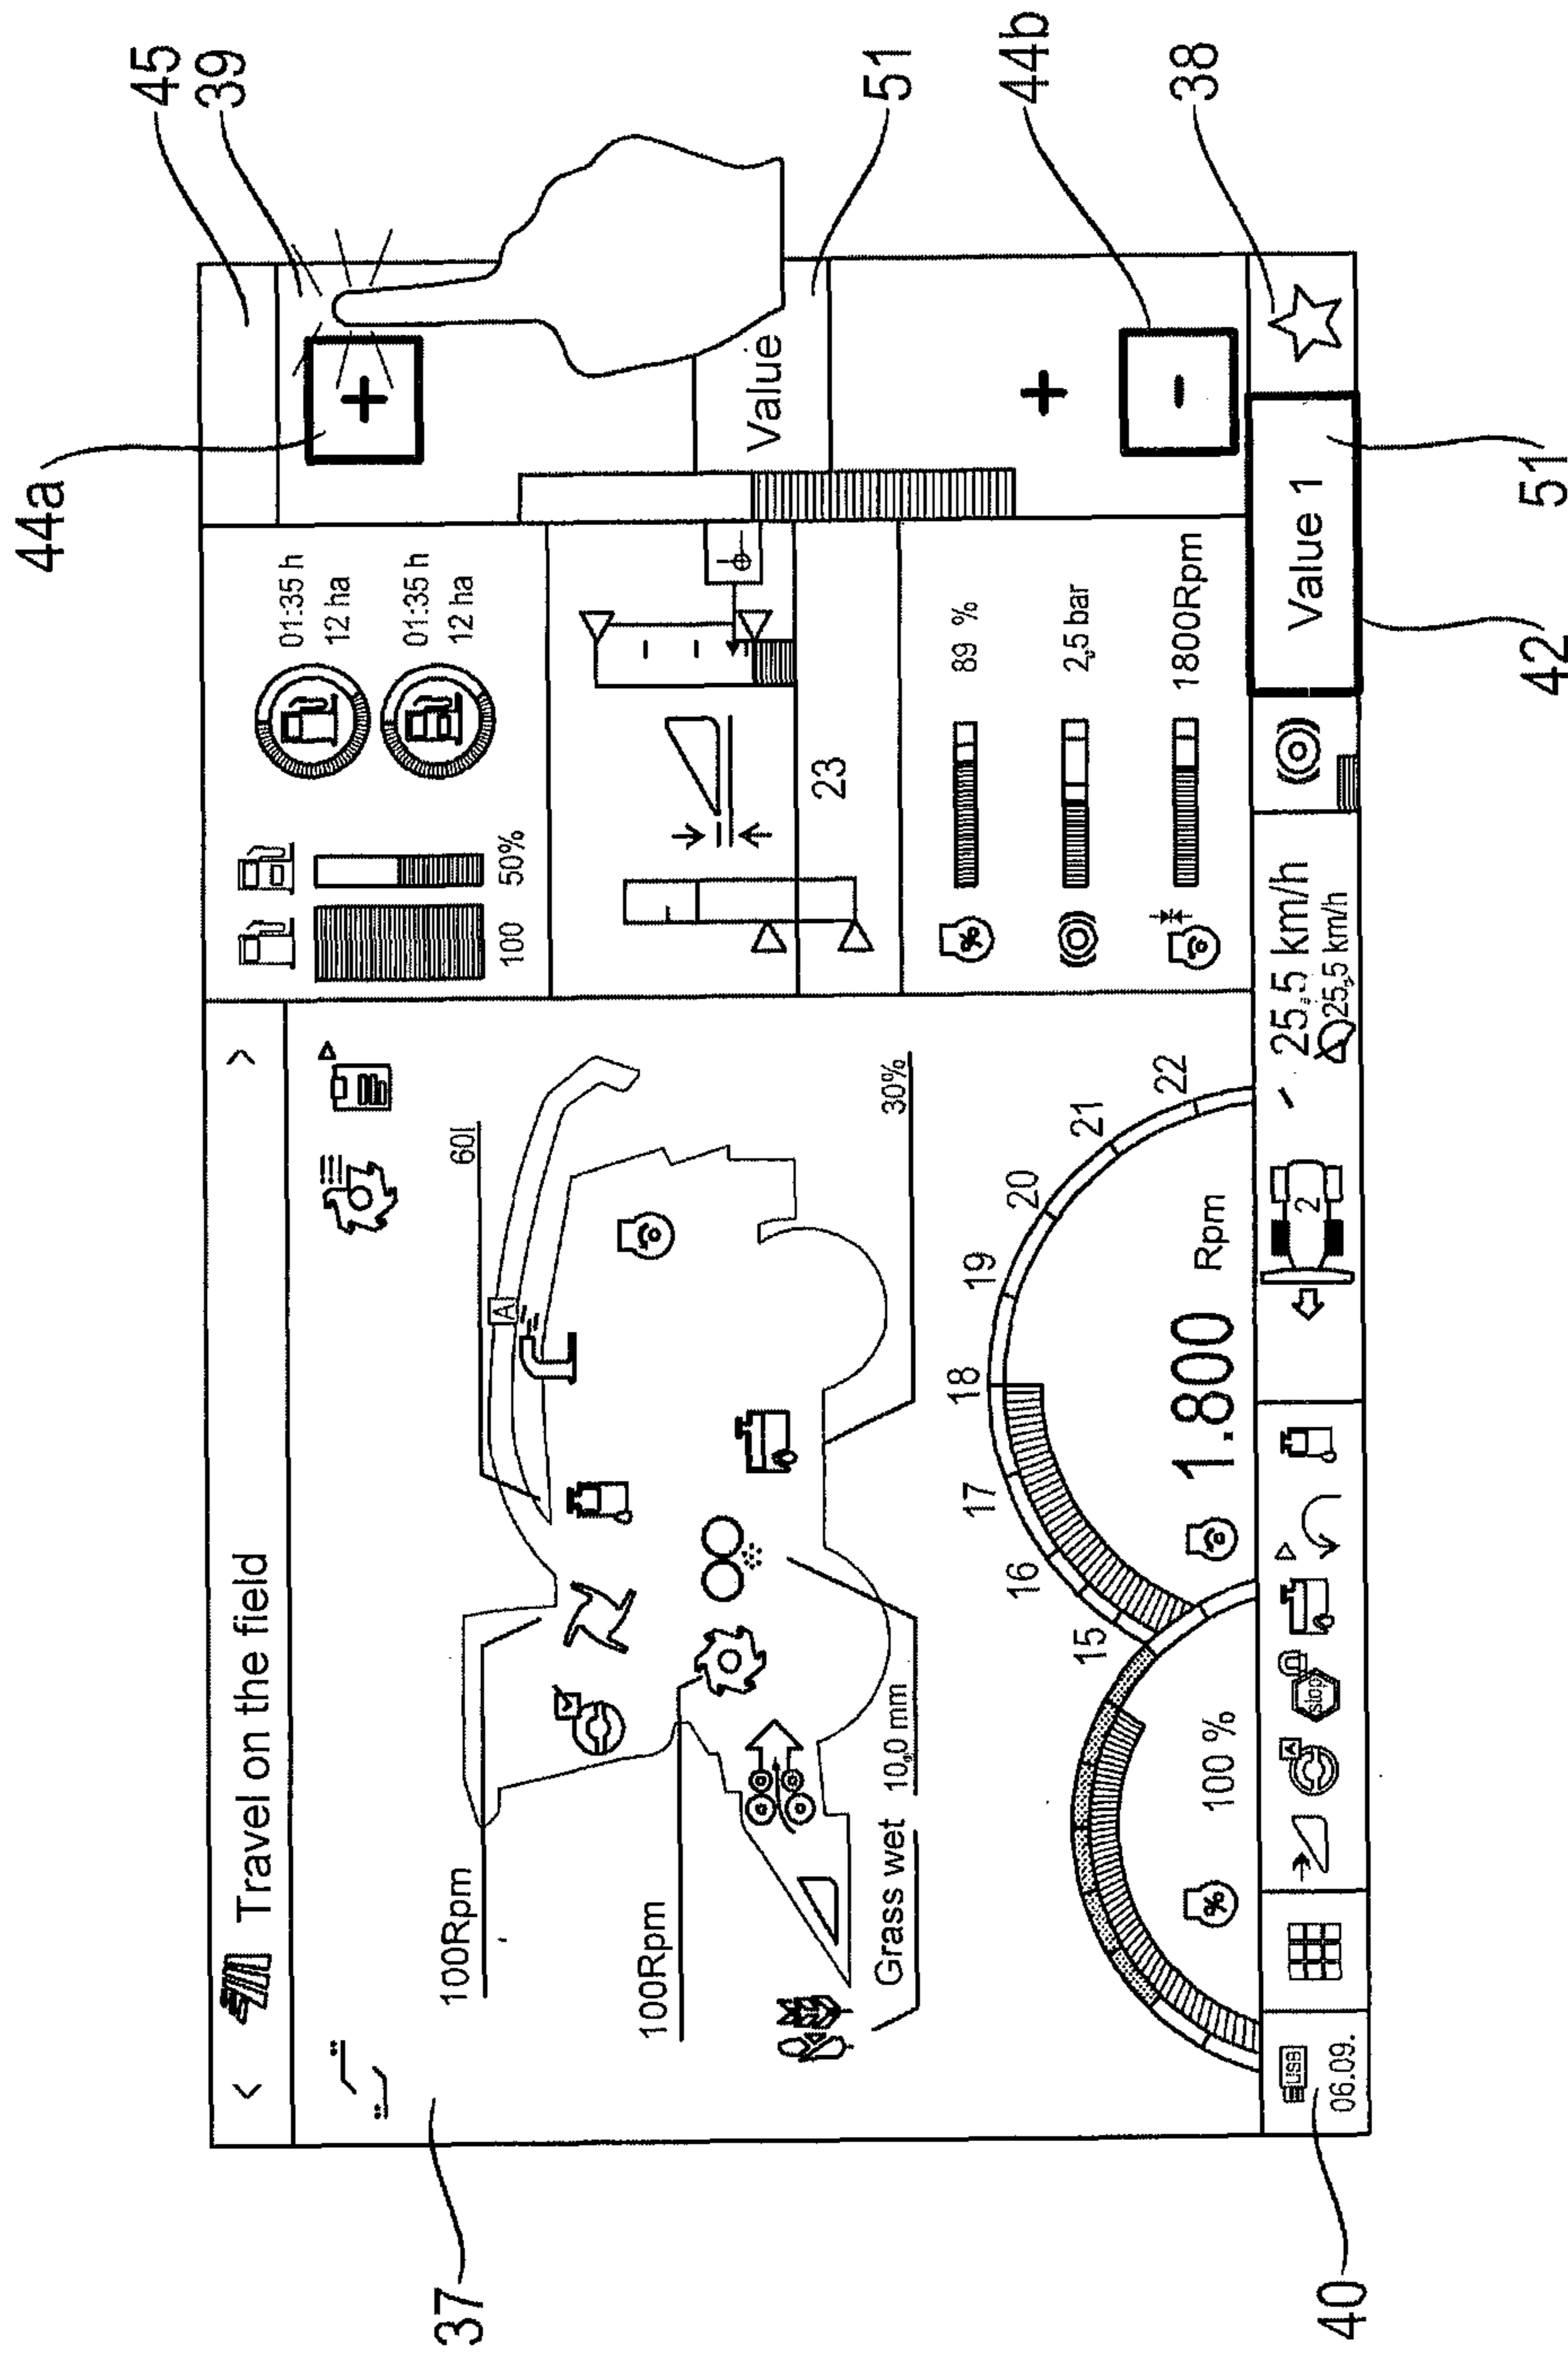 45
39
44a
51
44b
38
51
42
37
40
< Travel on the field >
60l
A
100Rpm
100Rpm
Grass wet 10,0 mm
30%
15 16 17 18 19 20 21 22
% 100 %
1.800 Rpm
100 50%
01:35 h
12 ha
01:35 h
12 ha
23
% 89 %
2,5 bar
1800Rpm
+
Value
+
-
USB
06.09.
A
stop
2
25,5 km/h
25,5 km/h
Value 1